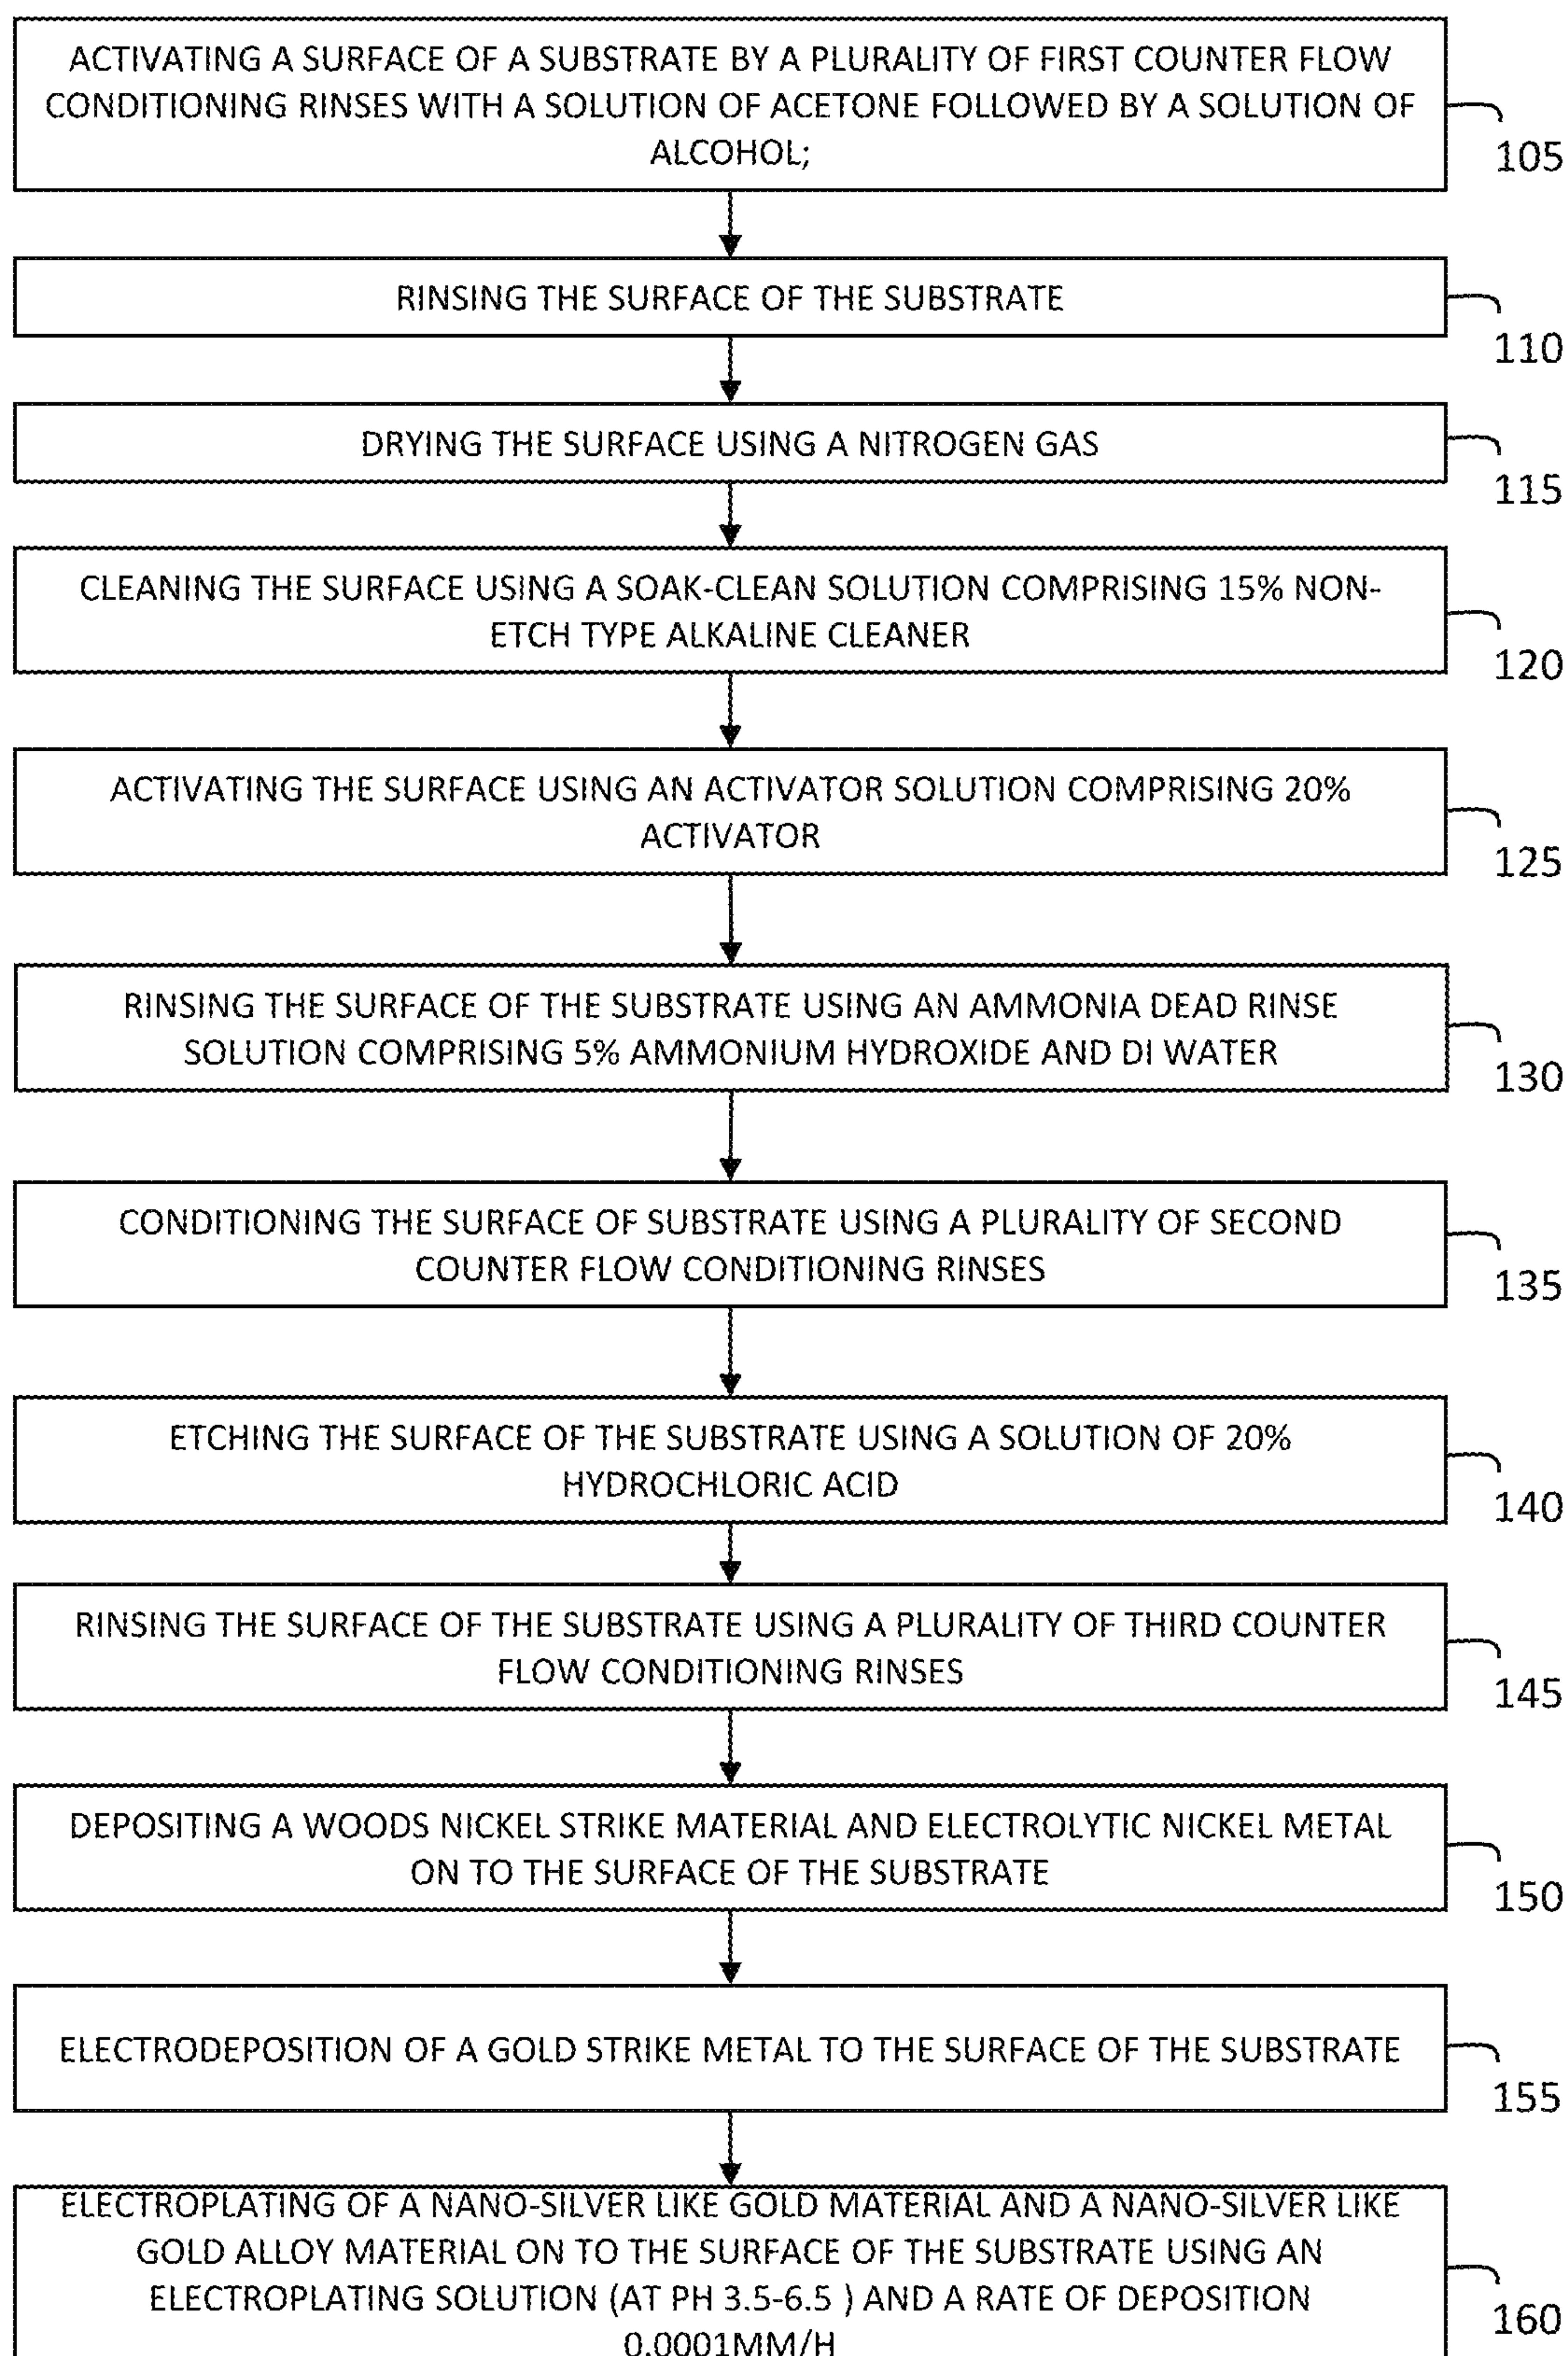 ACTIVATING A SURFACE OF A SUBSTRATE BY A PLURALITY OF FIRST COUNTER FLOW
CONDITIONING RINSES WITH A SOLUTION OF ACETONE FOLLOWED BY A SOLUTION OF
ALCOHOL;
105
RINSING THE SURFACE OF THE SUBSTRATE
110
DRYING THE SURFACE USING A NITROGEN GAS
115
CLEANING THE SURFACE USING A SOAK-CLEAN SOLUTION COMPRISING 15% NON-
ETCH TYPE ALKALINE CLEANER
120
ACTIVATING THE SURFACE USING AN ACTIVATOR SOLUTION COMPRISING 20%
ACTIVATOR
125
RINSING THE SURFACE OF THE SUBSTRATE USING AN AMMONIA DEAD RINSE
SOLUTION COMPRISING 5% AMMONIUM HYDROXIDE AND DI WATER
130
CONDITIONING THE SURFACE OF SUBSTRATE USING A PLURALITY OF SECOND
COUNTER FLOW CONDITIONING RINSES
135
ETCHING THE SURFACE OF THE SUBSTRATE USING A SOLUTION OF 20%
HYDROCHLORIC ACID
140
RINSING THE SURFACE OF THE SUBSTRATE USING A PLURALITY OF THIRD COUNTER
FLOW CONDITIONING RINSES
145
DEPOSITING A WOODS NICKEL STRIKE MATERIAL AND ELECTROLYTIC NICKEL METAL
ON TO THE SURFACE OF THE SUBSTRATE
150
ELECTRODEPOSITION OF A GOLD STRIKE METAL TO THE SURFACE OF THE SUBSTRATE
155
ELECTROPLATING OF A NANO-SILVER LIKE GOLD MATERIAL AND A NANO-SILVER LIKE
GOLD ALLOY MATERIAL ON TO THE SURFACE OF THE SUBSTRATE USING AN
ELECTROPLATING SOLUTION (AT PH 3.5-6.5 ) AND A RATE OF DEPOSITION
0.0001MM/H
160